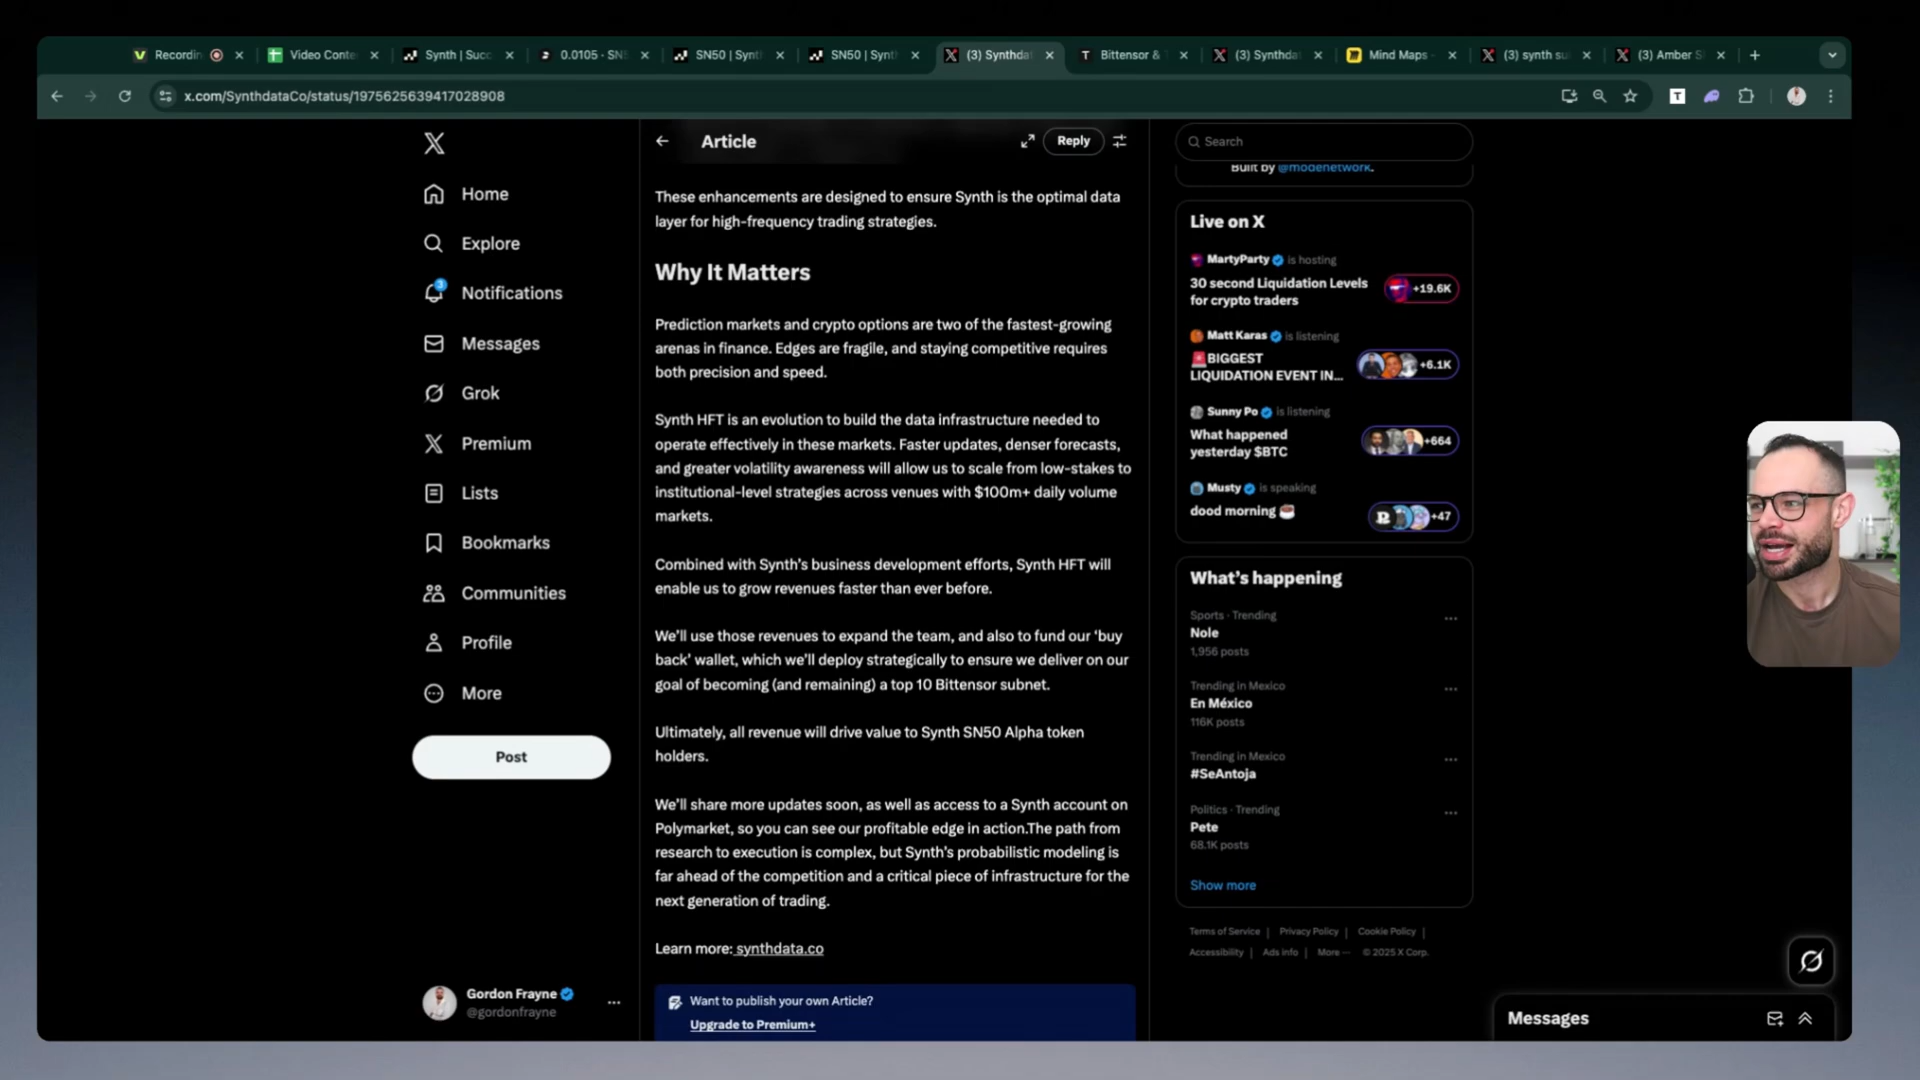 Recording
Video Conte
Synth | Succ
0.0105 · SN5
SN50 | Synth
SN50 | Synth
(3) Synthdat
Bittensor &
(3) Synthdat
Mind Maps -
(3) synth su
(3) Amber S
x.com/SynthdataCo/status/1975625639417028908
Home
Explore
3
Notifications
Messages
Grok
Premium
Lists
Bookmarks
Communities
Profile
More
Post
Gordon Frayne
@gordonfrayne
Article
Reply
These enhancements are designed to ensure Synth is the optimal data
layer for high-frequency trading strategies.
Why It Matters
Prediction markets and crypto options are two of the fastest-growing
arenas in finance. Edges are fragile, and staying competitive requires
both precision and speed.
Synth HFT is an evolution to build the data infrastructure needed to
operate effectively in these markets. Faster updates, denser forecasts,
and greater volatility awareness will allow us to scale from low-stakes to
institutional-level strategies across venues with $100m+ daily volume
markets.
Combined with Synth's business development efforts, Synth HFT will
enable us to grow revenues faster than ever before.
We'll use those revenues to expand the team, and also to fund our 'buy
back' wallet, which we'll deploy strategically to ensure we deliver on our
goal of becoming (and remaining) a top 10 Bittensor subnet.
Ultimately, all revenue will drive value to Synth SN50 Alpha token
holders.
We'll share more updates soon, as well as access to a Synth account on
Polymarket, so you can see our profitable edge in action.The path from
research to execution is complex, but Synth's probabilistic modeling is
far ahead of the competition and a critical piece of infrastructure for the
next generation of trading.
Learn more: synthdata.co
Want to publish your own Article?
Upgrade to Premium+
Search
Built by @modenetwork.
Live on X
MartyParty is hosting
30 second Liquidation Levels
for crypto traders
+19.6K
Matt Karas is listening
🚨BIGGEST
LIQUIDATION EVENT IN...
+6.1K
Sunny Po is listening
What happened
yesterday $BTC
+664
Musty is speaking
dood morning ☕
+47
What's happening
Sports · Trending
Nole
1,956 posts
Trending in Mexico
En México
116K posts
Trending in Mexico
#SeAntoja
Politics · Trending
Pete
68.1K posts
Show more
Terms of Service | Privacy Policy | Cookie Policy |
Accessibility | Ads info | More ··· © 2025 X Corp.
Messages